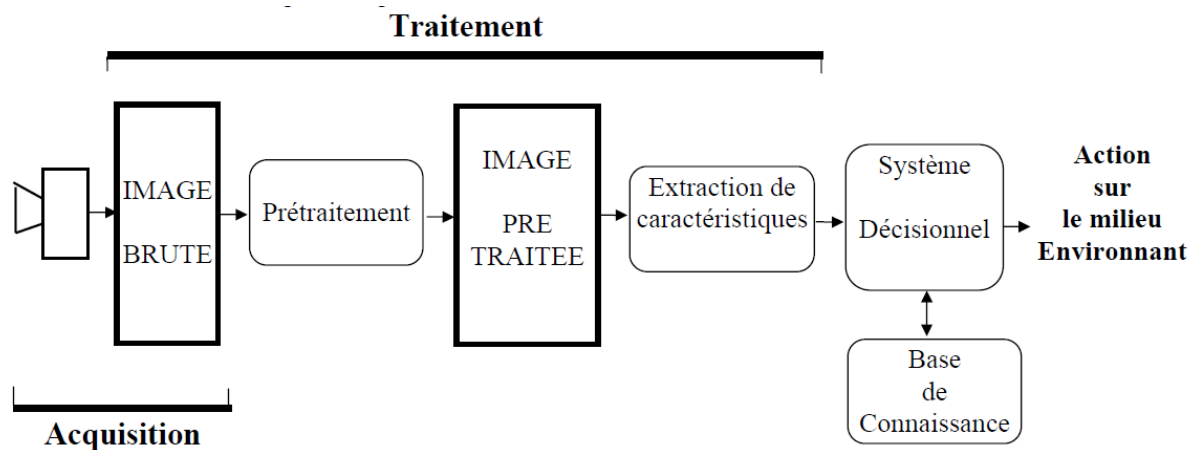 Traitement
IMAGE
BRUTE
Prétraitement
IMAGE
PRE
TRAITEE
Extraction de
caractéristiques
Système
Décisionnel
Action
sur
le milieu
Environnant
Base
de
Connaissance
Acquisition